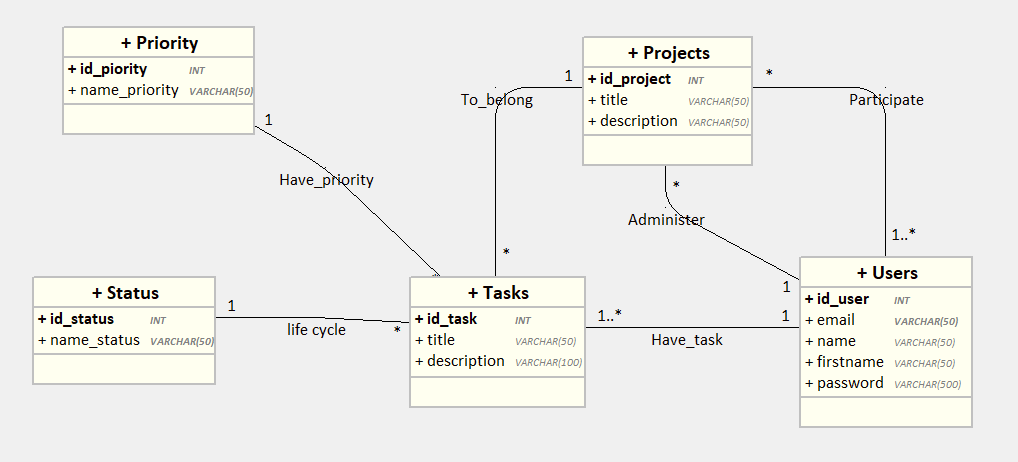 + Priority
+ id_piority INT
+ name_priority VARCHAR(50)
1
Have_priority
*
+ Projects
+ id_project INT
+ title VARCHAR(50)
+ description VARCHAR(50)
1
To_belong
*
*
Participate
1..*
*
Administer
1
+ Status
+ id_status INT
+ name_status VARCHAR(50)
1
life cycle
*
+ Tasks
+ id_task INT
+ title VARCHAR(50)
+ description VARCHAR(100)
1..*
Have_task
1
+ Users
+ id_user INT
+ email VARCHAR(50)
+ name VARCHAR(50)
+ firstname VARCHAR(50)
+ password VARCHAR(500)